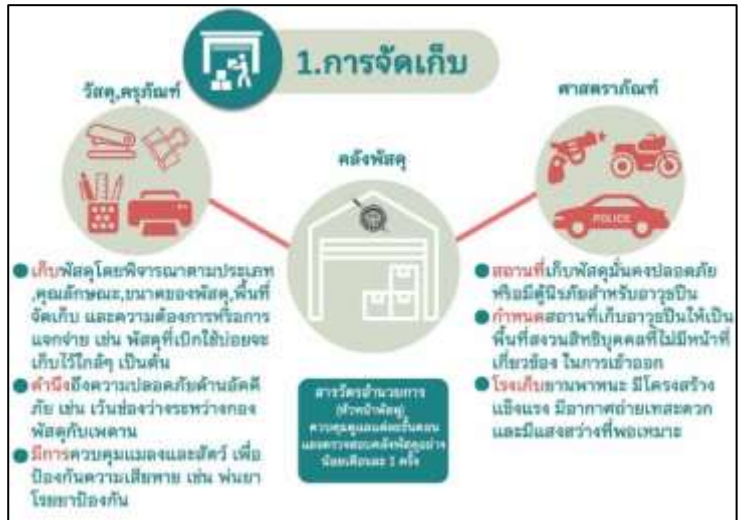 1.การจัดเก็บ
วัสดุ,ครุภัณฑ์
ศาสตราภัณฑ์
คลังพัสดุ
POLICE
เก็บพัสดุโดยพิจารณาตามประเภท
,คุณลักษณะ,ขนาดของพัสดุ,พื้นที่
จัดเก็บ และความต้องการหรือการ
แจกจ่าย เช่น พัสดุที่เบิกใช้บ่อยจะ
เก็บไว้ใกล้ๆ เป็นต้น
คำนึงถึงความปลอดภัยด้านอัคคี
ภัย เช่น เว้นช่องว่างระหว่างกอง
พัสดุกับเพดาน
มีการควบคุมแมลงและสัตว์ เพื่อ
ป้องกันความเสียหาย เช่น พ่นยา
โรยยาป้องกัน
สารวัตรอำนวยการ
(หัวหน้าพัสดุ)
ควบคุมดูแลแต่ละขั้นตอน
และตรวจสอบคลังพัสดุอย่าง
น้อยเดือนละ 1 ครั้ง
สถานที่เก็บพัสดุมั่นคงปลอดภัย
หรือมีตู้นิรภัยสำหรับอาวุธปืน
กำหนดสถานที่เก็บอาวุธปืนให้เป็น
พื้นที่สงวนสิทธิบุคคลที่ไม่มีหน้าที่
เกี่ยวข้อง ในการเข้าออก
โรงเก็บยานพาหนะ มีโครงสร้าง
แข็งแรง มีอากาศถ่ายเทสะดวก
และมีแสงสว่างที่พอเหมาะ